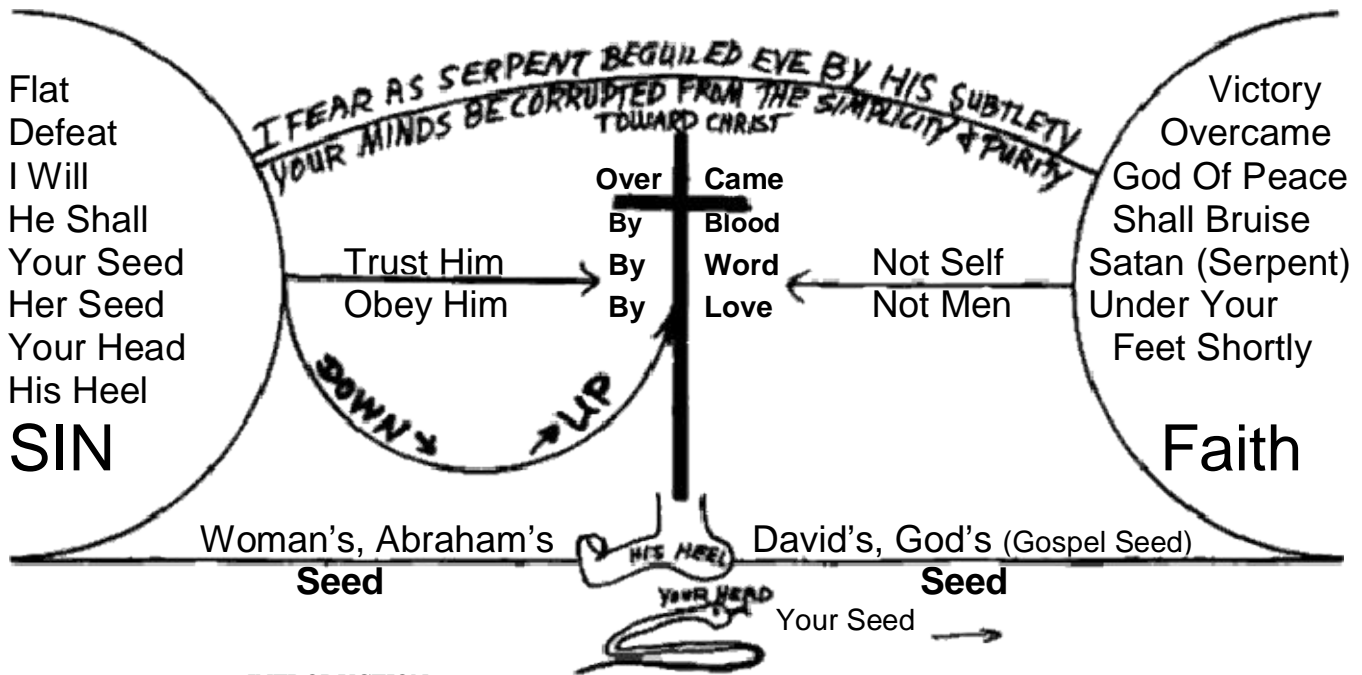 I FEAR AS SERPENT BEGUILED EVE BY HIS SUBTLETY
YOUR MINDS BE CORRUPTED FROM THE SIMPLICITY & PURITY
TOWARD CHRIST
Flat
Defeat
I Will
He Shall
Your Seed
Her Seed
Your Head
His Heel
SIN
Trust Him
Obey Him
DOWN
UP
Over Came
By Blood
By Word
By Love
Not Self
Not Men
Victory
Overcame
God Of Peace
Shall Bruise
Satan (Serpent)
Under Your
Feet Shortly
Faith
Woman's, Abraham's
Seed
HIS HEEL
David's, God's (Gospel Seed)
Seed
YOUR HEAD
Your Seed